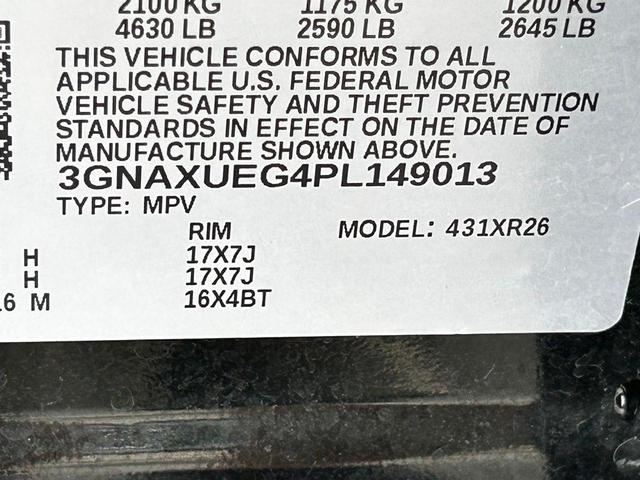 2100 KG 1175 KG 1200 KG
4630 LB 2590 LB 2645 LB
THIS VEHICLE CONFORMS TO ALL
APPLICABLE U.S. FEDERAL MOTOR
VEHICLE SAFETY AND THEFT PREVENTION
STANDARDS IN EFFECT ON THE DATE OF
MANUFACTURE SHOWN ABOVE.
3GNAXUEG4PL149013
TYPE: MPV
RIM MODEL: 431XR26
H 17X7J
H 17X7J
M 16X4BT